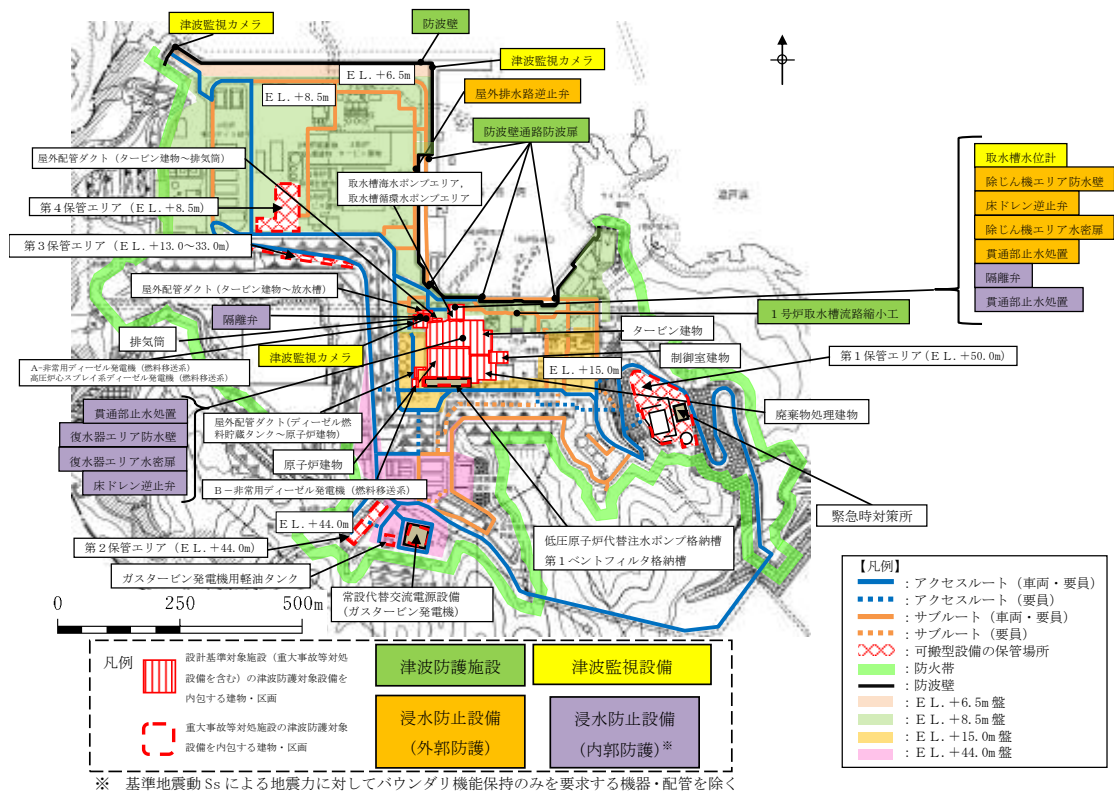 津波監視カメラ
防波壁
津波監視カメラ
EL.+6.5m
EL.+8.5m
屋外排水路逆止弁
防波壁通路防波扉
屋外配管ダクト(タービン建物~排気筒)
取水槽海水ポンプエリア,
取水槽循環水ポンプエリア
第4保管エリア(EL.+8.5m)
第3保管エリア(EL.+13.0~33.0m)
屋外配管ダクト(タービン建物~放水槽)
取水槽水位計
除じん機エリア防水壁
床ドレン逆止弁
除じん機エリア水密扉
貫通部止水処置
隔離弁
貫通部止水処置
隔離弁
1号炉取水槽流路縮小工
排気筒
タービン建物
津波監視カメラ
制御室建物
第1保管エリア(EL.+50.0m)
A-非常用ディーゼル発電機(燃料移送系)
高圧炉心スプレイ系ディーゼル発電機(燃料移送系)
EL.+15.0m
貫通部止水処置
復水器エリア防水壁
復水器エリア水密扉
床ドレン逆止弁
屋外配管ダクト(ディーゼル燃
料貯蔵タンク~原子炉建物)
廃棄物処理建物
原子炉建物
B-非常用ディーゼル発電機(燃料移送系)
緊急時対策所
EL.+44.0m
第2保管エリア(EL.+44.0m)
低圧原子炉代替注水ポンプ格納槽
第1ベントフィルタ格納槽
ガスタービン発電機用軽油タンク
常設代替交流電源設備
(ガスタービン発電機)
0 250 500m
【凡例】
:アクセスルート(車両・要員)
:アクセスルート(要員)
:サブルート(車両・要員)
:サブルート(要員)
:可搬型設備の保管場所
:防火帯
:防波壁
:EL.+6.5m盤
:EL.+8.5m盤
:EL.+15.0m盤
:EL.+44.0m盤
凡例
設計基準対象施設(重大事故等対処
設備を含む)の津波防護対象設備を
内包する建物・区画
重大事故等対処施設の津波防護対象
設備を内包する建物・区画
津波防護施設
津波監視設備
浸水防止設備
(外郭防護)
浸水防止設備
(内郭防護)※
※ 基準地震動Ssによる地震力に対してバウンダリ機能保持のみを要求する機器・配管を除く